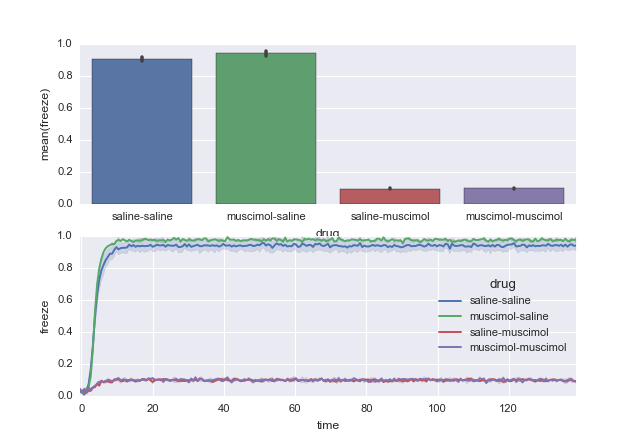 1.0
0.8
0.6
0.4
0.2
0.0
mean(freeze)
saline-saline muscimol-saline saline-muscimol muscimol-muscimol
drug
1.0
0.8
0.6
0.4
0.2
0.0
freeze
drug
saline-saline
muscimol-saline
saline-muscimol
muscimol-muscimol
0 20 40 60 80 100 120
time